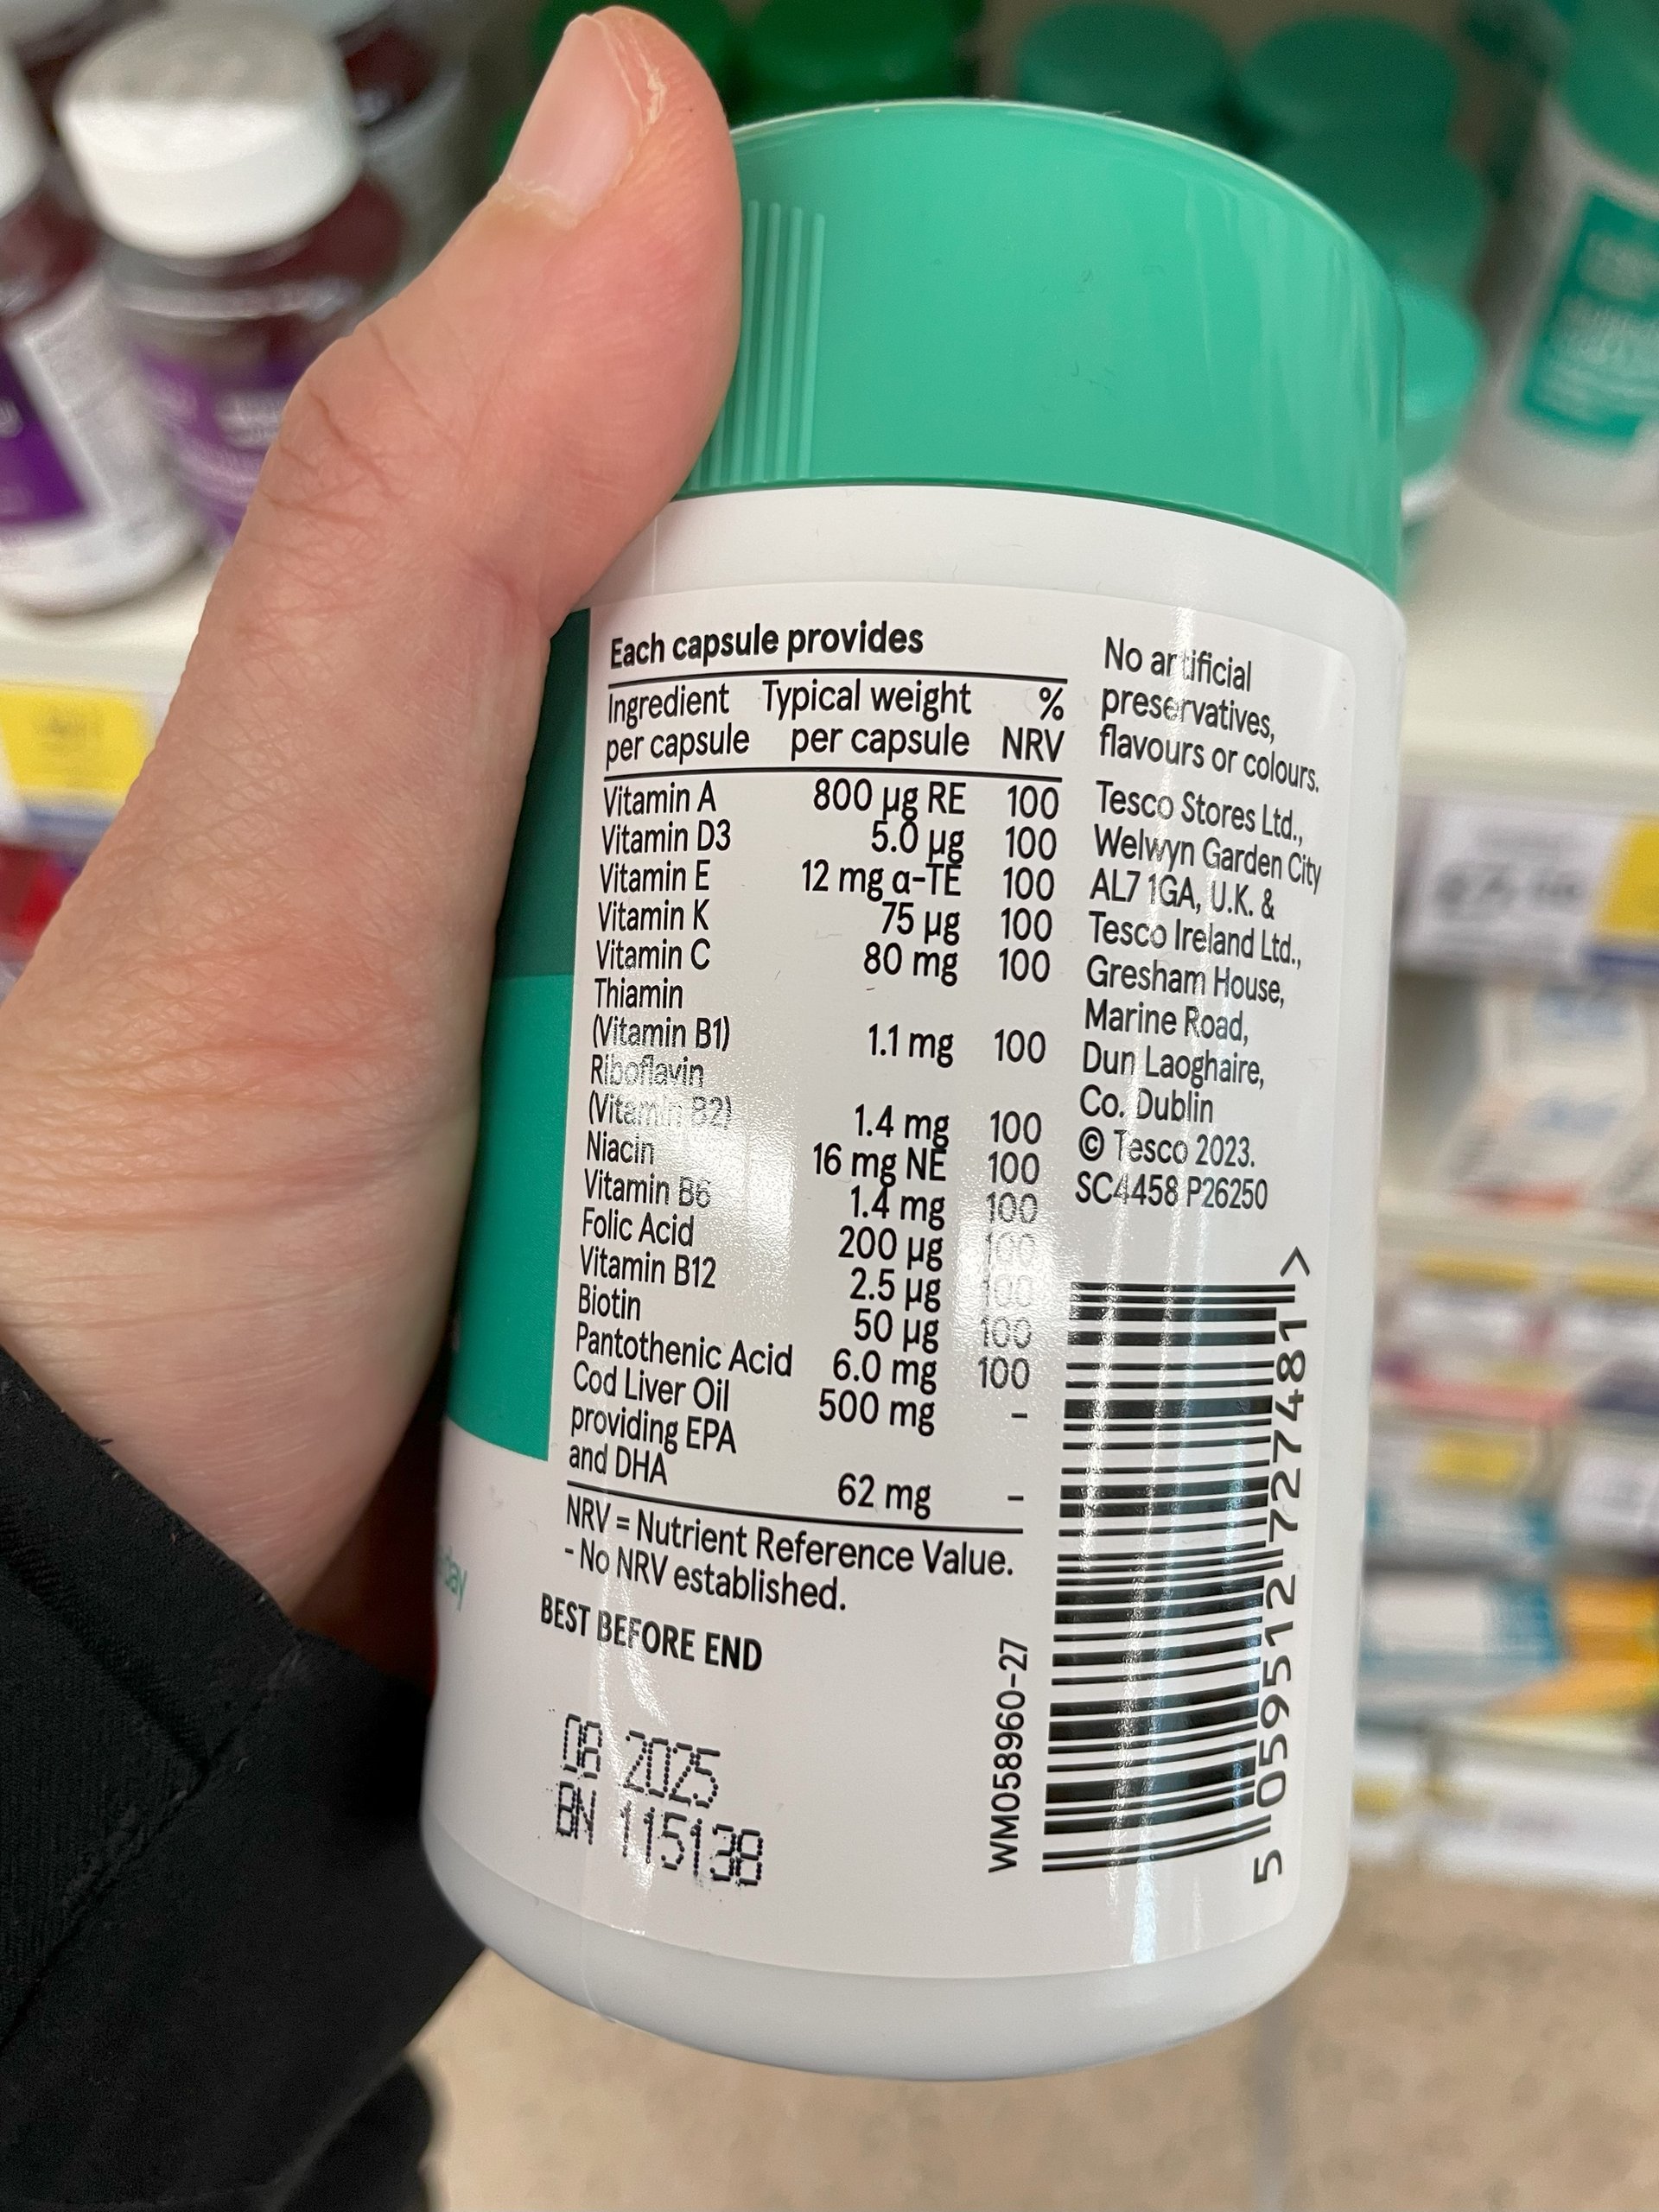 Each capsule provides
Ingredient Typical weight %
per capsule per capsule NRV
Vitamin A 800 µg RE 100
Vitamin D3 5.0 µg 100
Vitamin E 12 mg α-TE 100
Vitamin K 75 µg 100
Vitamin C 80 mg 100
Thiamin
(Vitamin B1) 1.1 mg 100
Riboflavin
(Vitamin B2) 1.4 mg 100
Niacin 16 mg NE 100
Vitamin B6 1.4 mg 100
Folic Acid 200 µg 100
Vitamin B12 2.5 µg 100
Biotin 50 µg 100
Pantothenic Acid 6.0 mg 100
Cod Liver Oil 500 mg -
providing EPA
and DHA 62 mg -
NRV = Nutrient Reference Value.
- No NRV established.
BEST BEFORE END
08 2025
BN 115138
No artificial
preservatives,
flavours or colours.
Tesco Stores Ltd.,
Welwyn Garden City
AL7 1GA, U.K. &
Tesco Ireland Ltd.,
Gresham House,
Marine Road,
Dun Laoghaire,
Co. Dublin
© Tesco 2023.
SC4458 P26250
WM058960-27
5 059512 727481 >
day